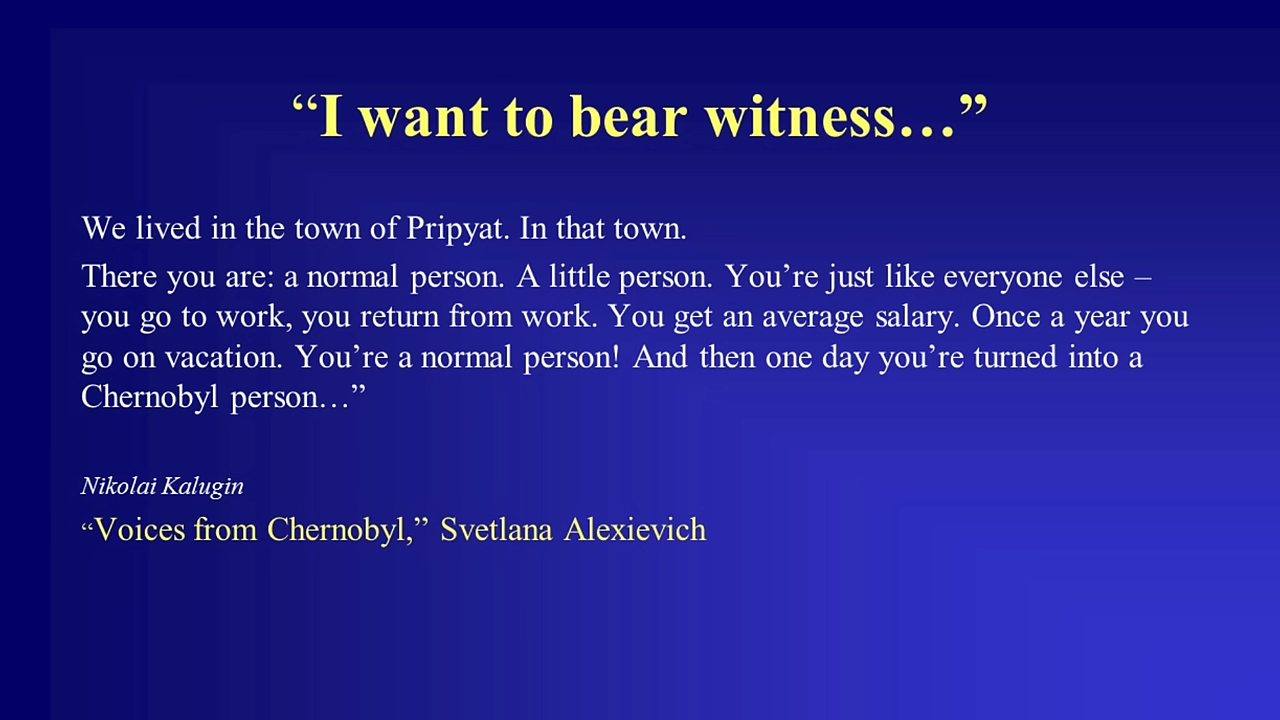 “I want to bear witness…”
We lived in the town of Pripyat. In that town.
There you are: a normal person. A little person. You’re just like everyone else –
you go to work, you return from work. You get an average salary. Once a year you
go on vacation. You’re a normal person! And then one day you’re turned into a
Chernobyl person…”
Nikolai Kalugin
“Voices from Chernobyl,” Svetlana Alexievich